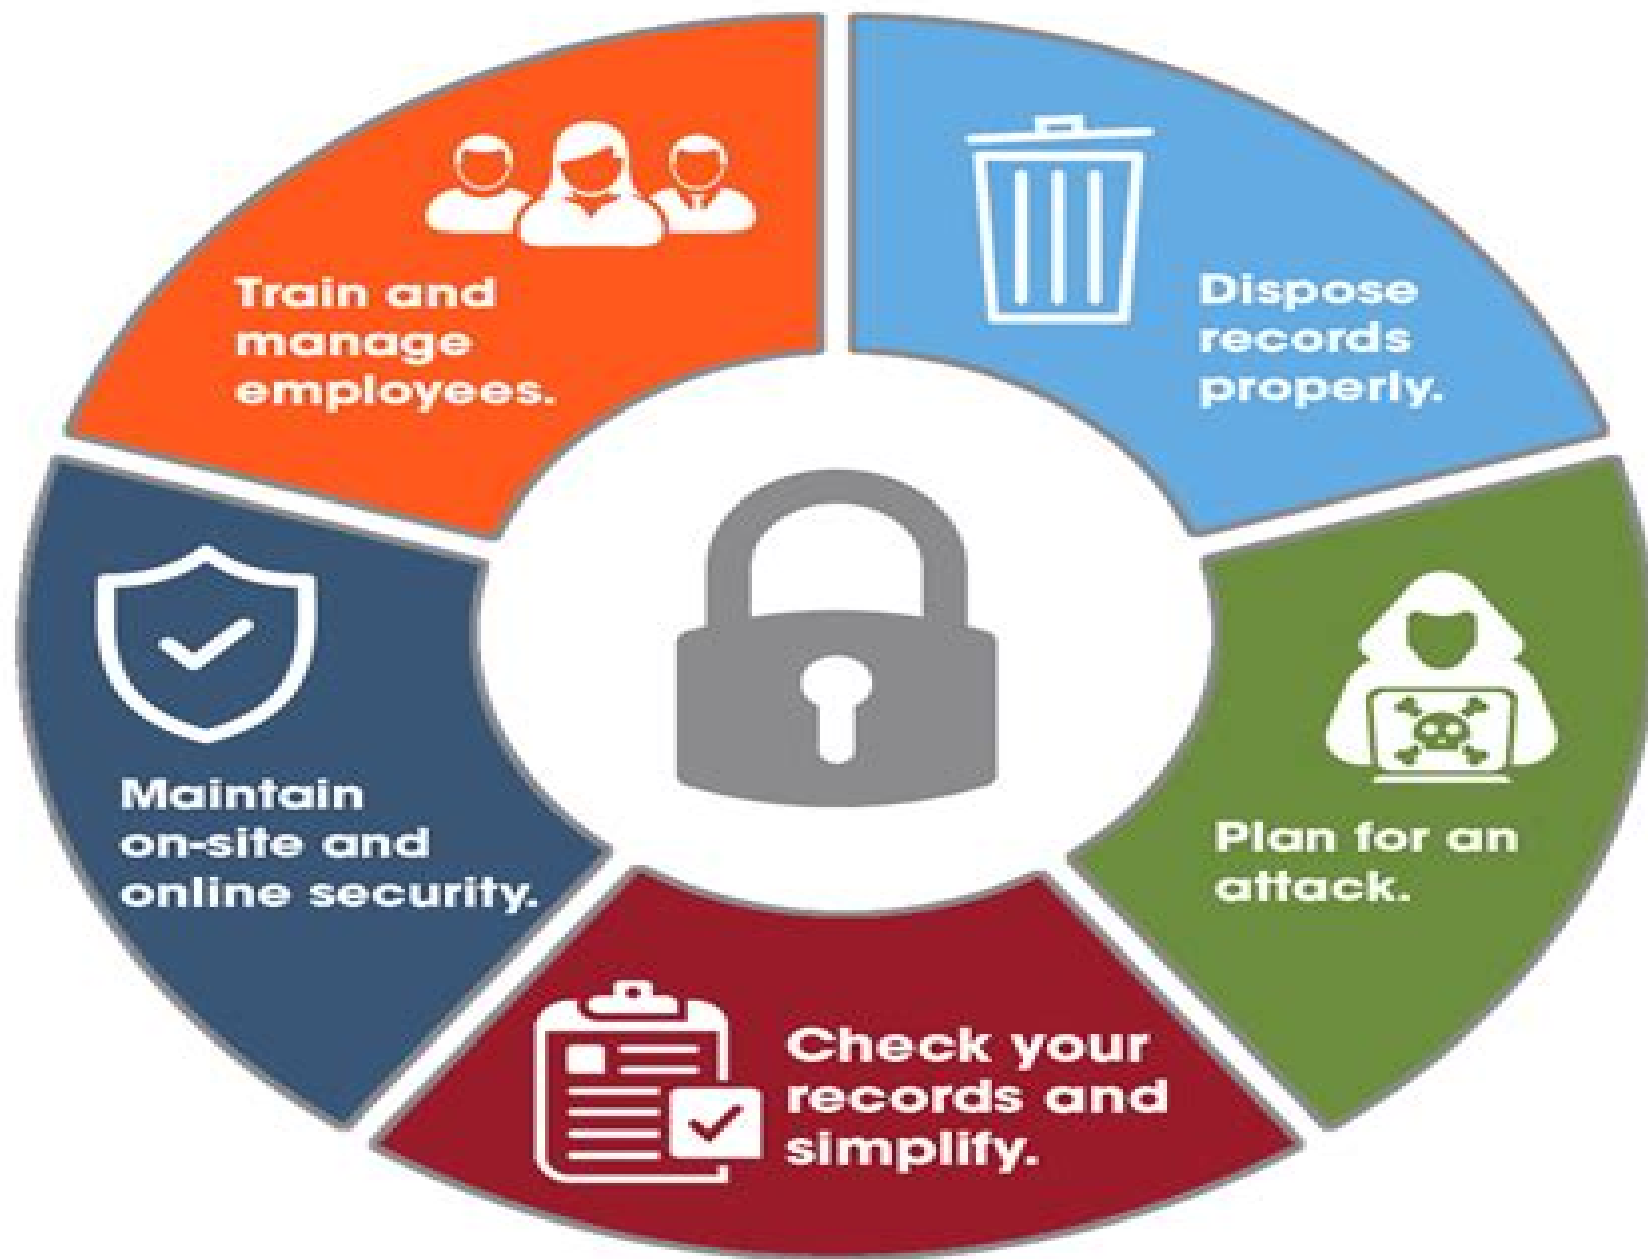 Train and
manage
employees.
Dispose
records
properly.
Maintain
on-site and
online security.
Plan for an
attack.
Check your
records and
simplify.